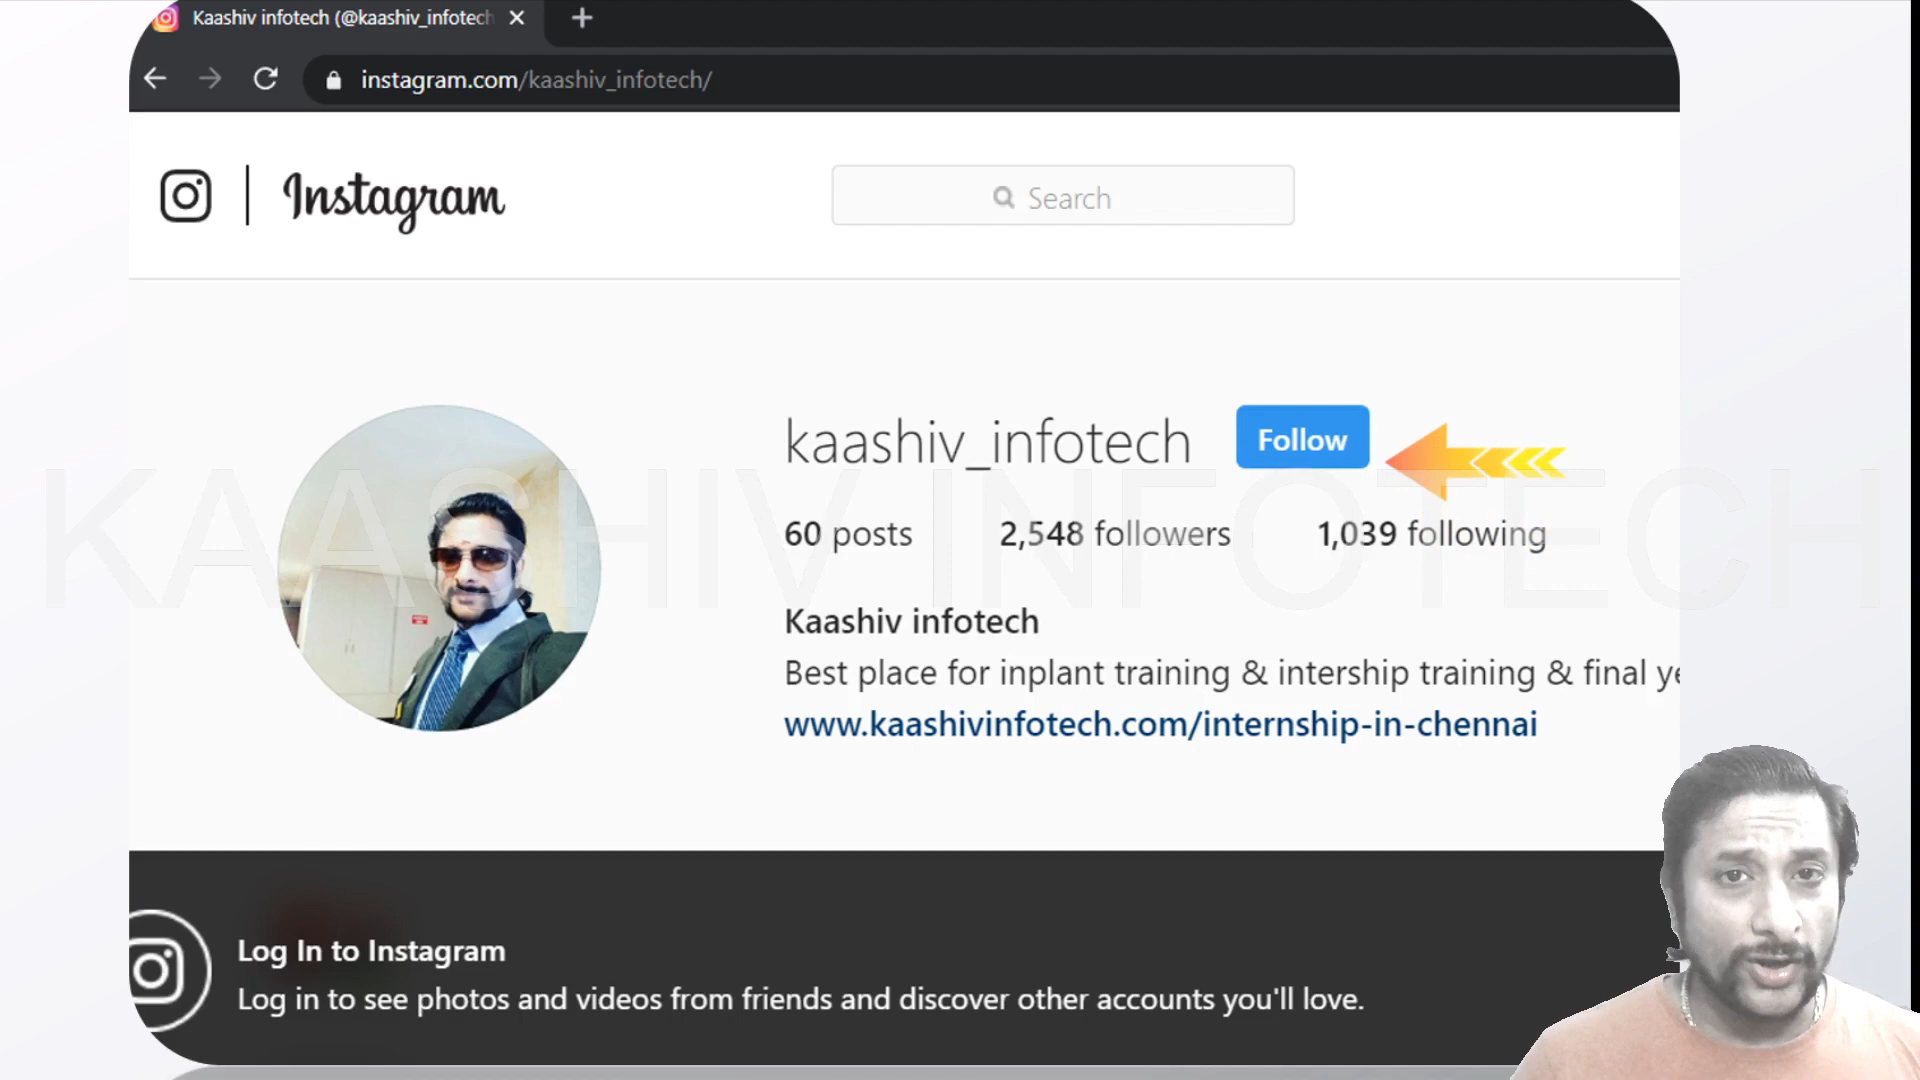 Kaashiv infotech (@kaashiv_infotech
instagram.com/kaashiv_infotech/
Instagram
Search
kaashiv_infotech
Follow
60 posts 2,548 followers 1,039 following
KAASHIV INFOTECH
Kaashiv infotech
Best place for inplant training & intership training & final ye
www.kaashivinfotech.com/internship-in-chennai
Log In to Instagram
Log in to see photos and videos from friends and discover other accounts you'll love.